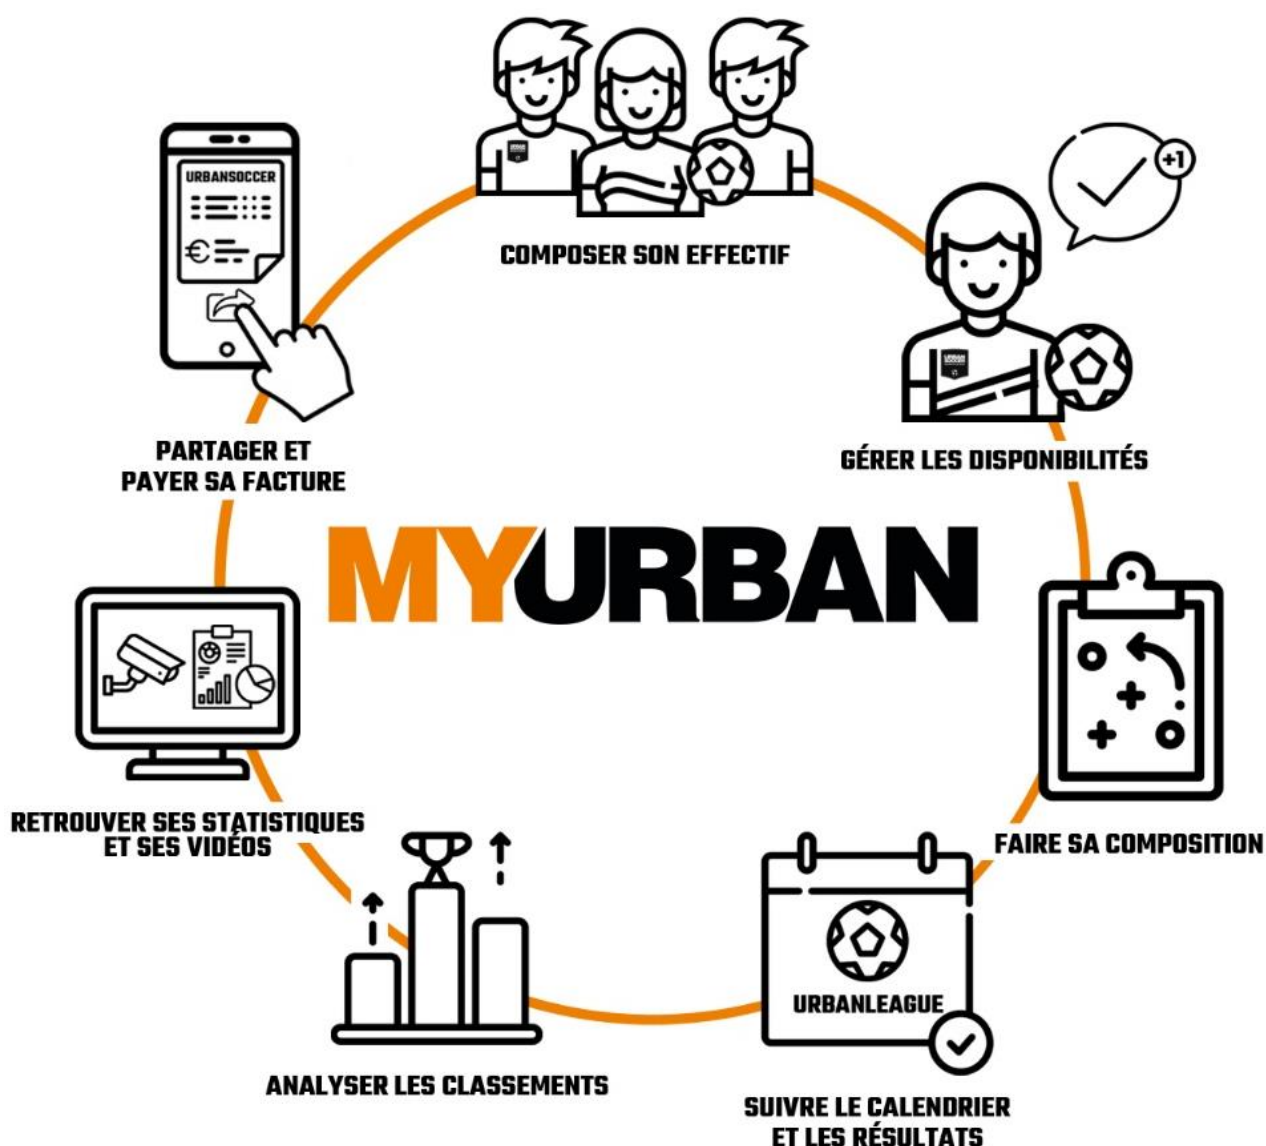 COMPOSER SON EFFECTIF
+1
GÉRER LES DISPONIBILITÉS
FAIRE SA COMPOSITION
URBANLEAGUE
SUIVRE LE CALENDRIER
ET LES RÉSULTATS
ANALYSER LES CLASSEMENTS
RETROUVER SES STATISTIQUES
ET SES VIDÉOS
URBANSOCCER
€
PARTAGER ET
PAYER SA FACTURE
MYURBAN